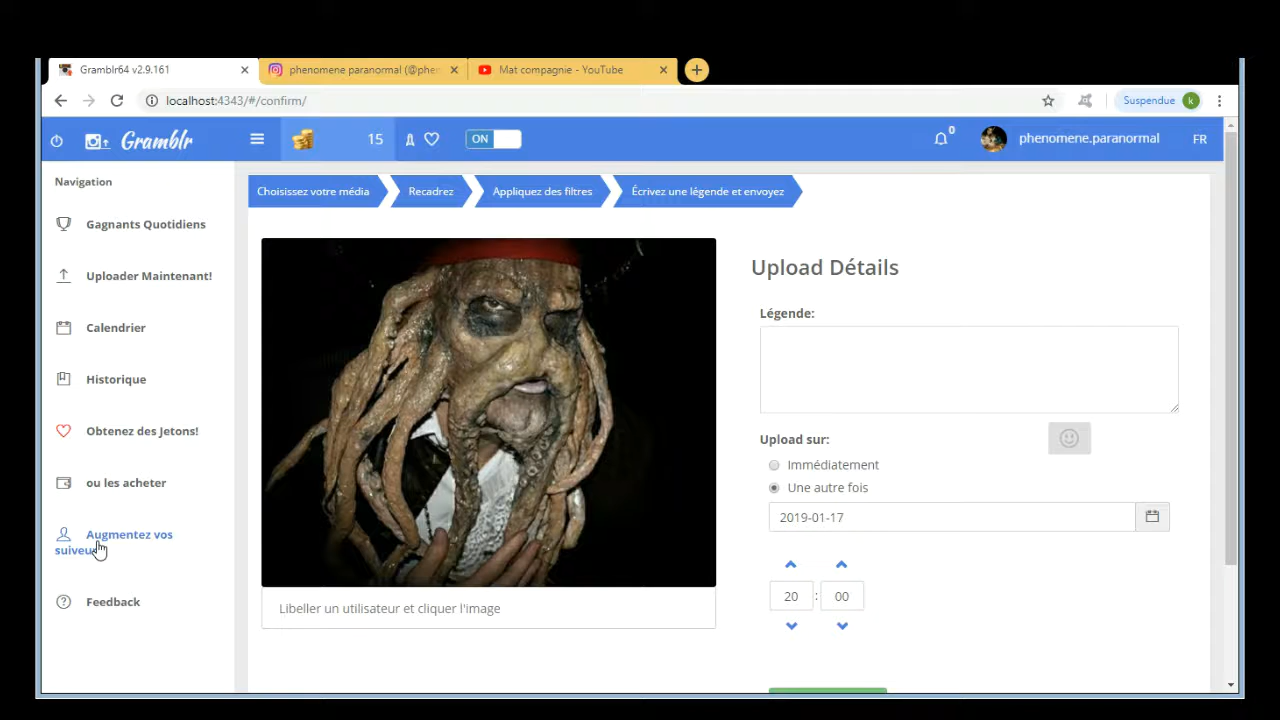 Gramblr64 v2.9.161
phenomene paranormal (@phen
Mat compagnie - YouTube
localhost:4343/#/confirm/
Suspendue
k
Gramblr
15
ON
0
phenomene.paranormal
FR
Navigation
Gagnants Quotidiens
Uploader Maintenant!
Calendrier
Historique
Obtenez des Jetons!
ou les acheter
Augmentez vos
suiveu
Feedback
Choisissez votre média
Recadrez
Appliquez des filtres
Écrivez une légende et envoyez
Libeller un utilisateur et cliquer l'image
Upload Détails
Légende:
Upload sur:
Immédiatement
Une autre fois
2019-01-17
20 : 00